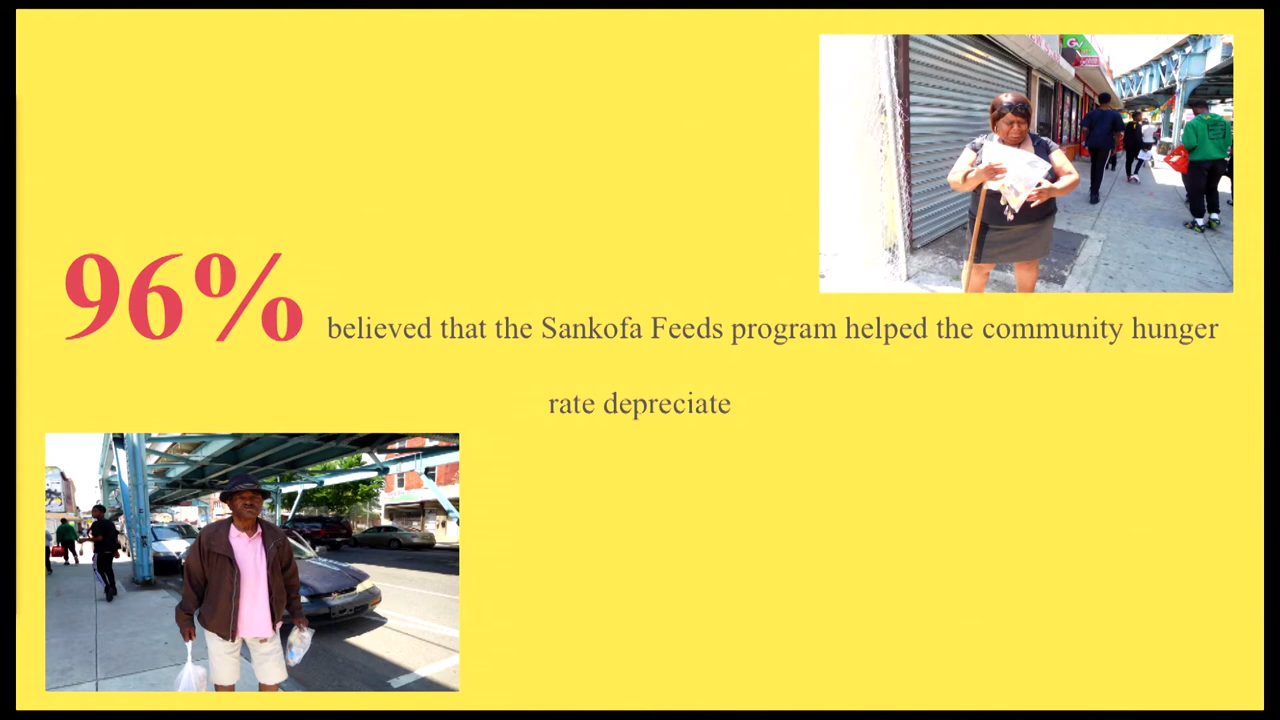 96% believed that the Sankofa Feeds program helped the community hunger
rate depreciate